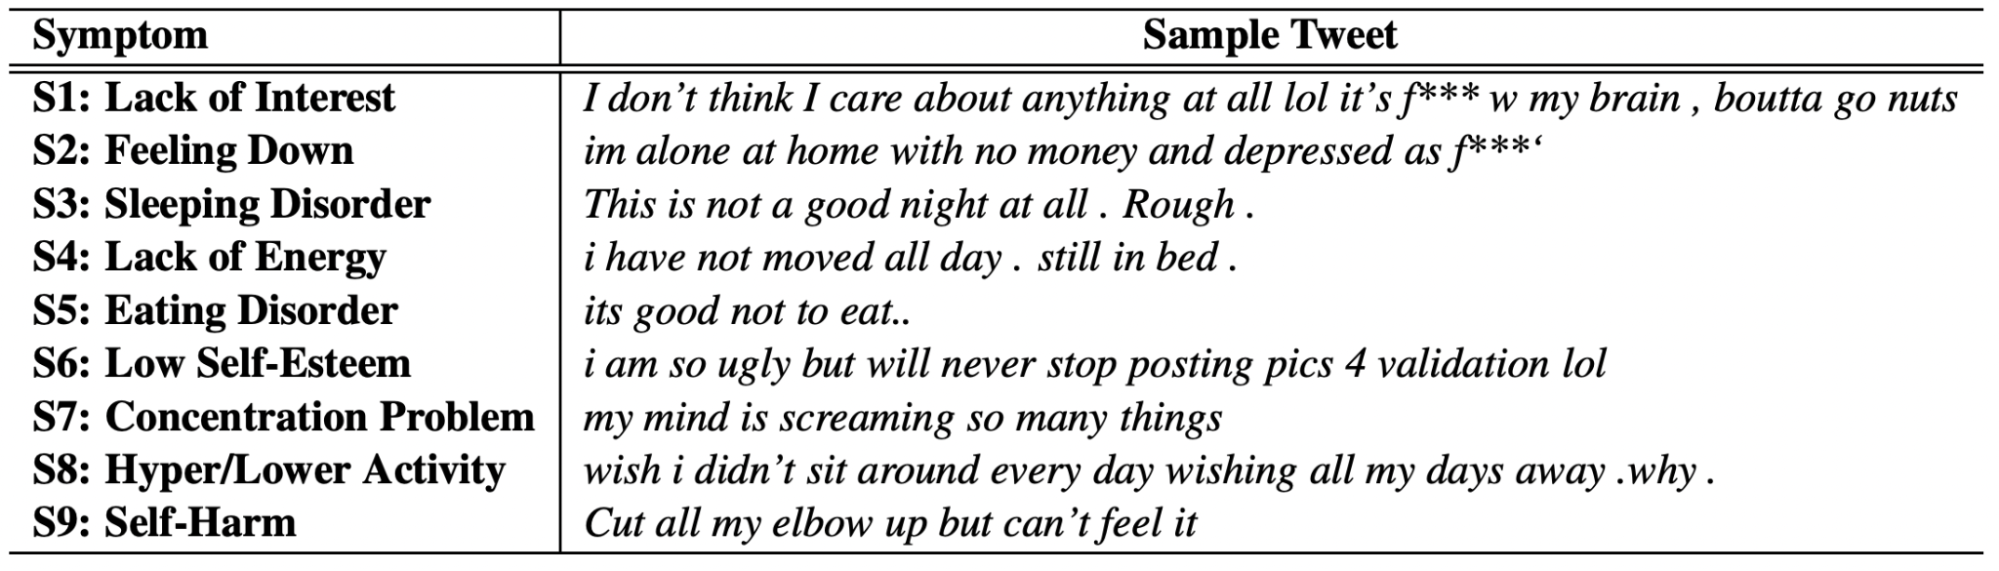 Symptom Sample Tweet
S1: Lack of Interest I don't think I care about anything at all lol it's f*** w my brain , boutta go nuts
S2: Feeling Down im alone at home with no money and depressed as f***‘
S3: Sleeping Disorder This is not a good night at all . Rough .
S4: Lack of Energy i have not moved all day . still in bed .
S5: Eating Disorder its good not to eat..
S6: Low Self-Esteem i am so ugly but will never stop posting pics 4 validation lol
S7: Concentration Problem my mind is screaming so many things
S8: Hyper/Lower Activity wish i didn't sit around every day wishing all my days away .why .
S9: Self-Harm Cut all my elbow up but can't feel it